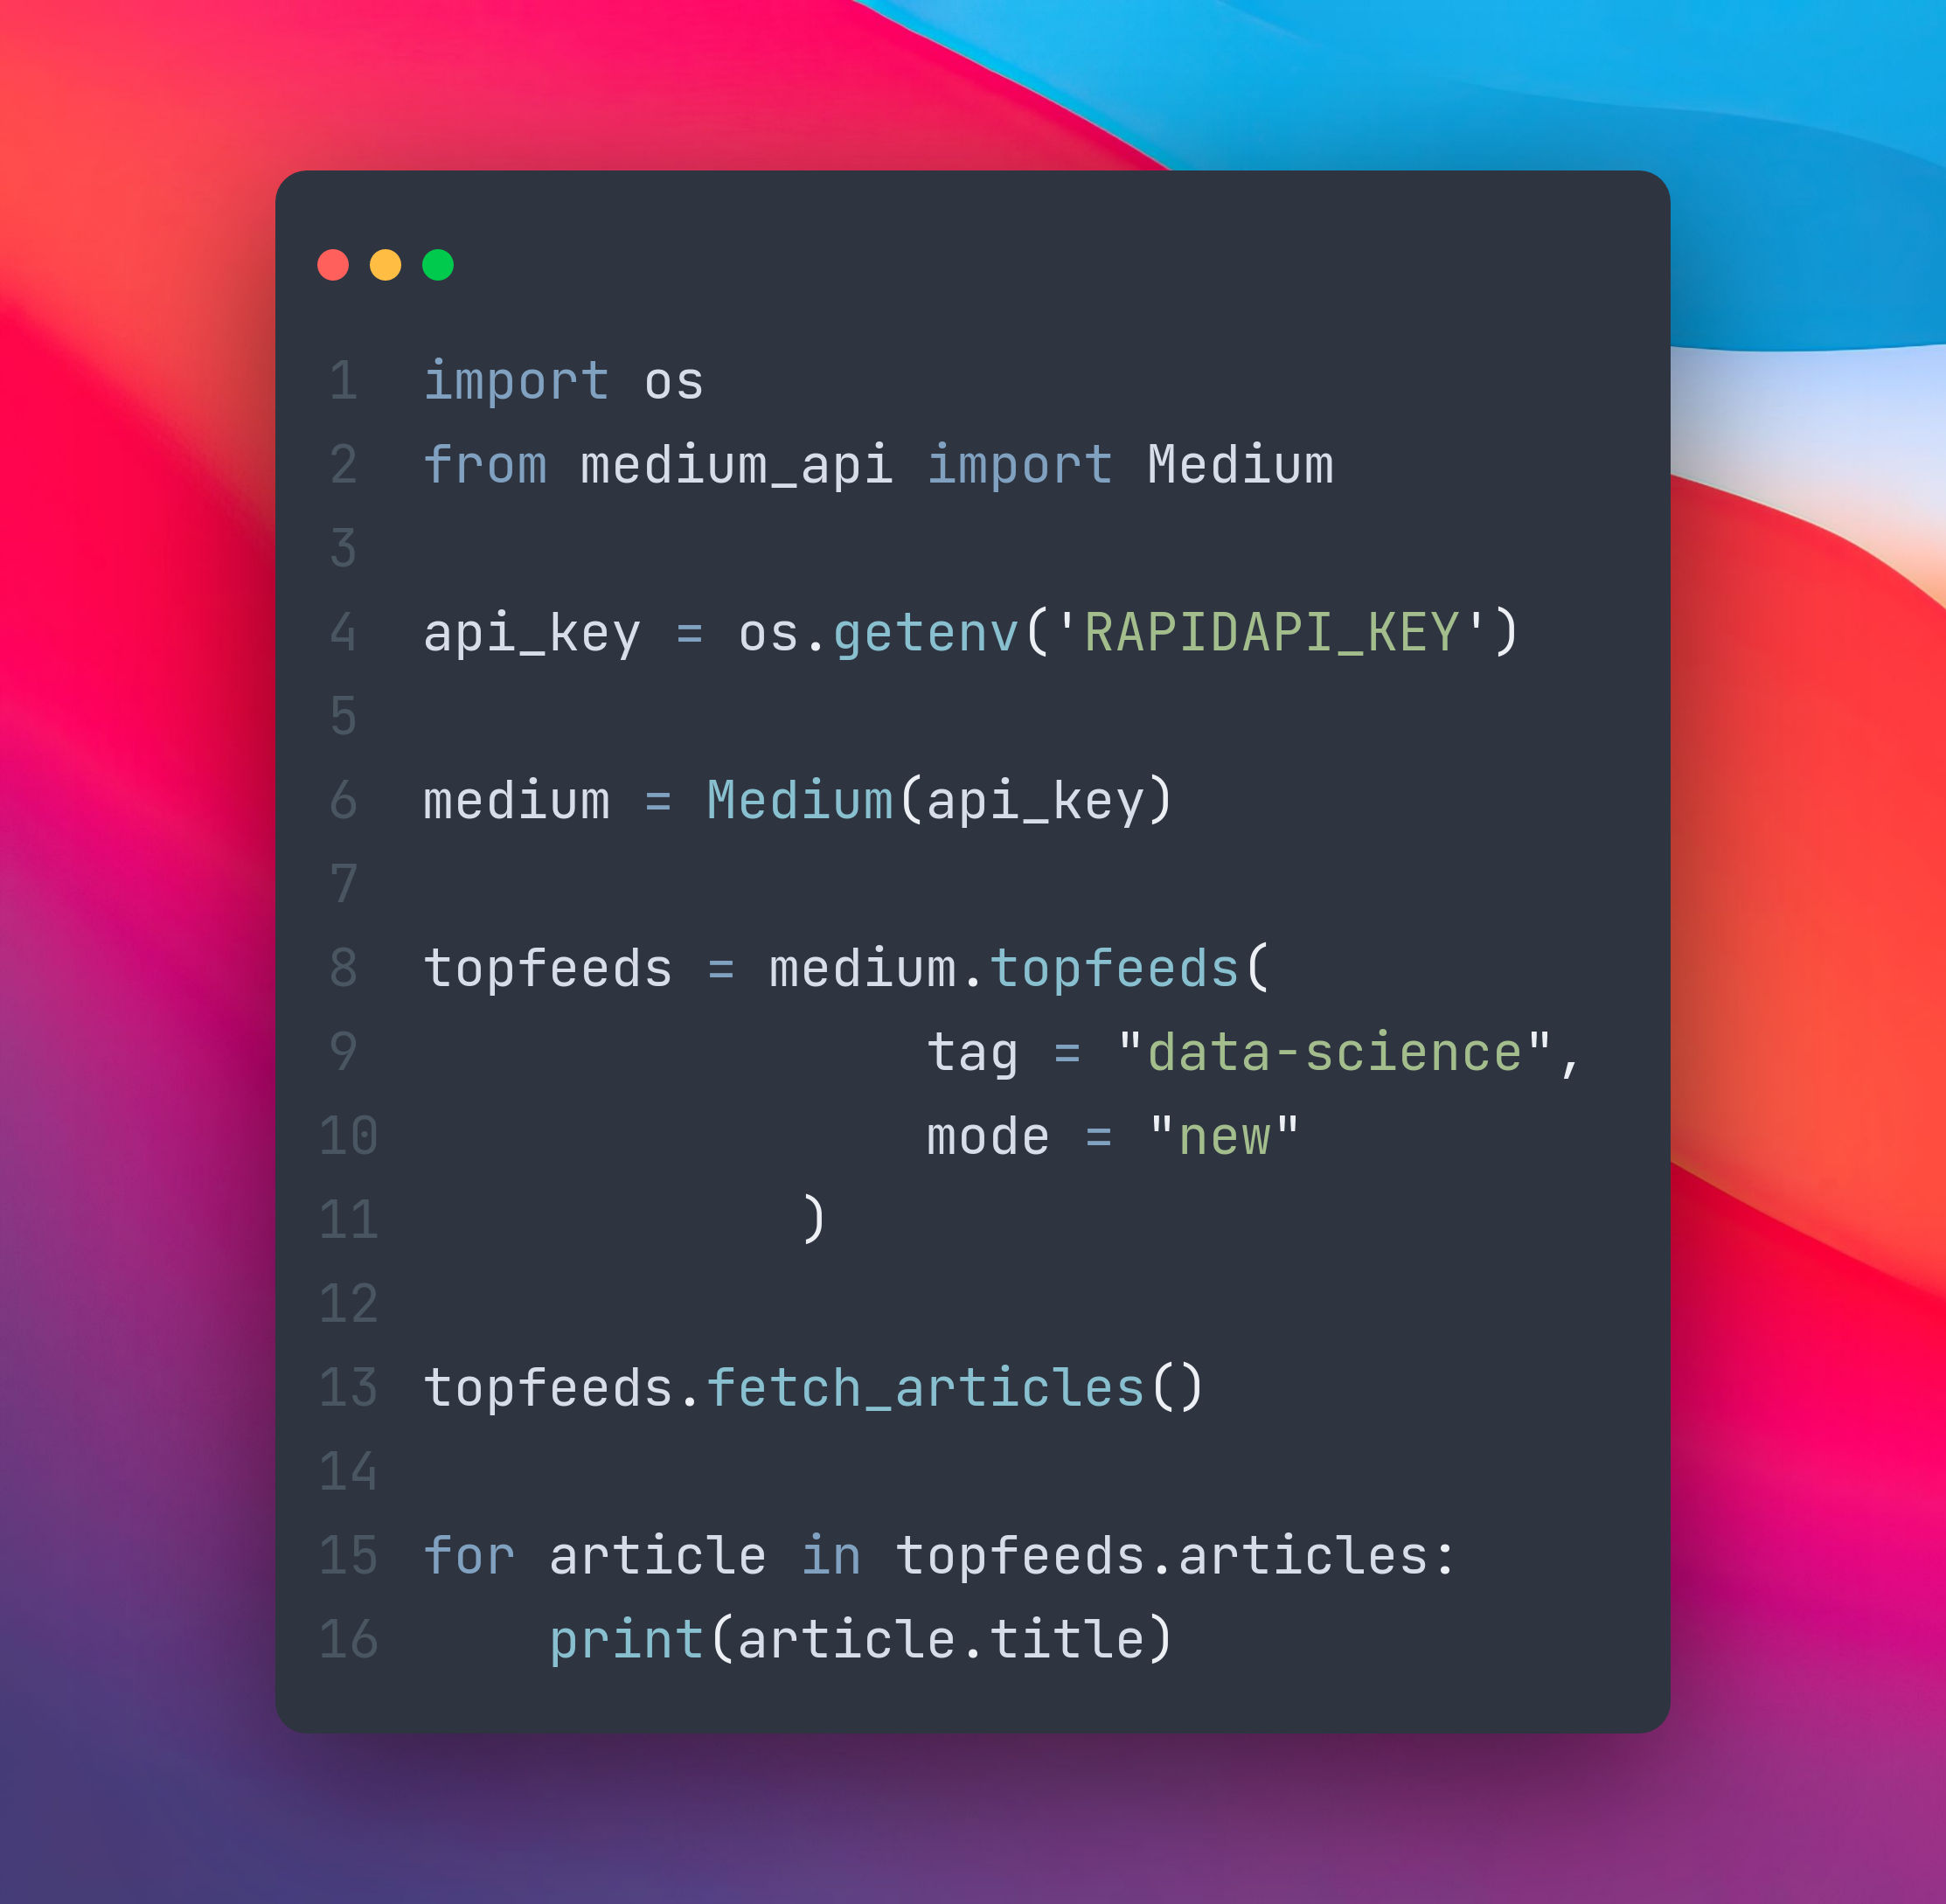 1 import os
2 from medium_api import Medium
3
4 api_key = os.getenv('RAPIDAPI_KEY')
5
6 medium = Medium(api_key)
7
8 topfeeds = medium.topfeeds(
9                 tag = "data-science",
10                 mode = "new"
11             )
12
13 topfeeds.fetch_articles()
14
15 for article in topfeeds.articles:
16     print(article.title)